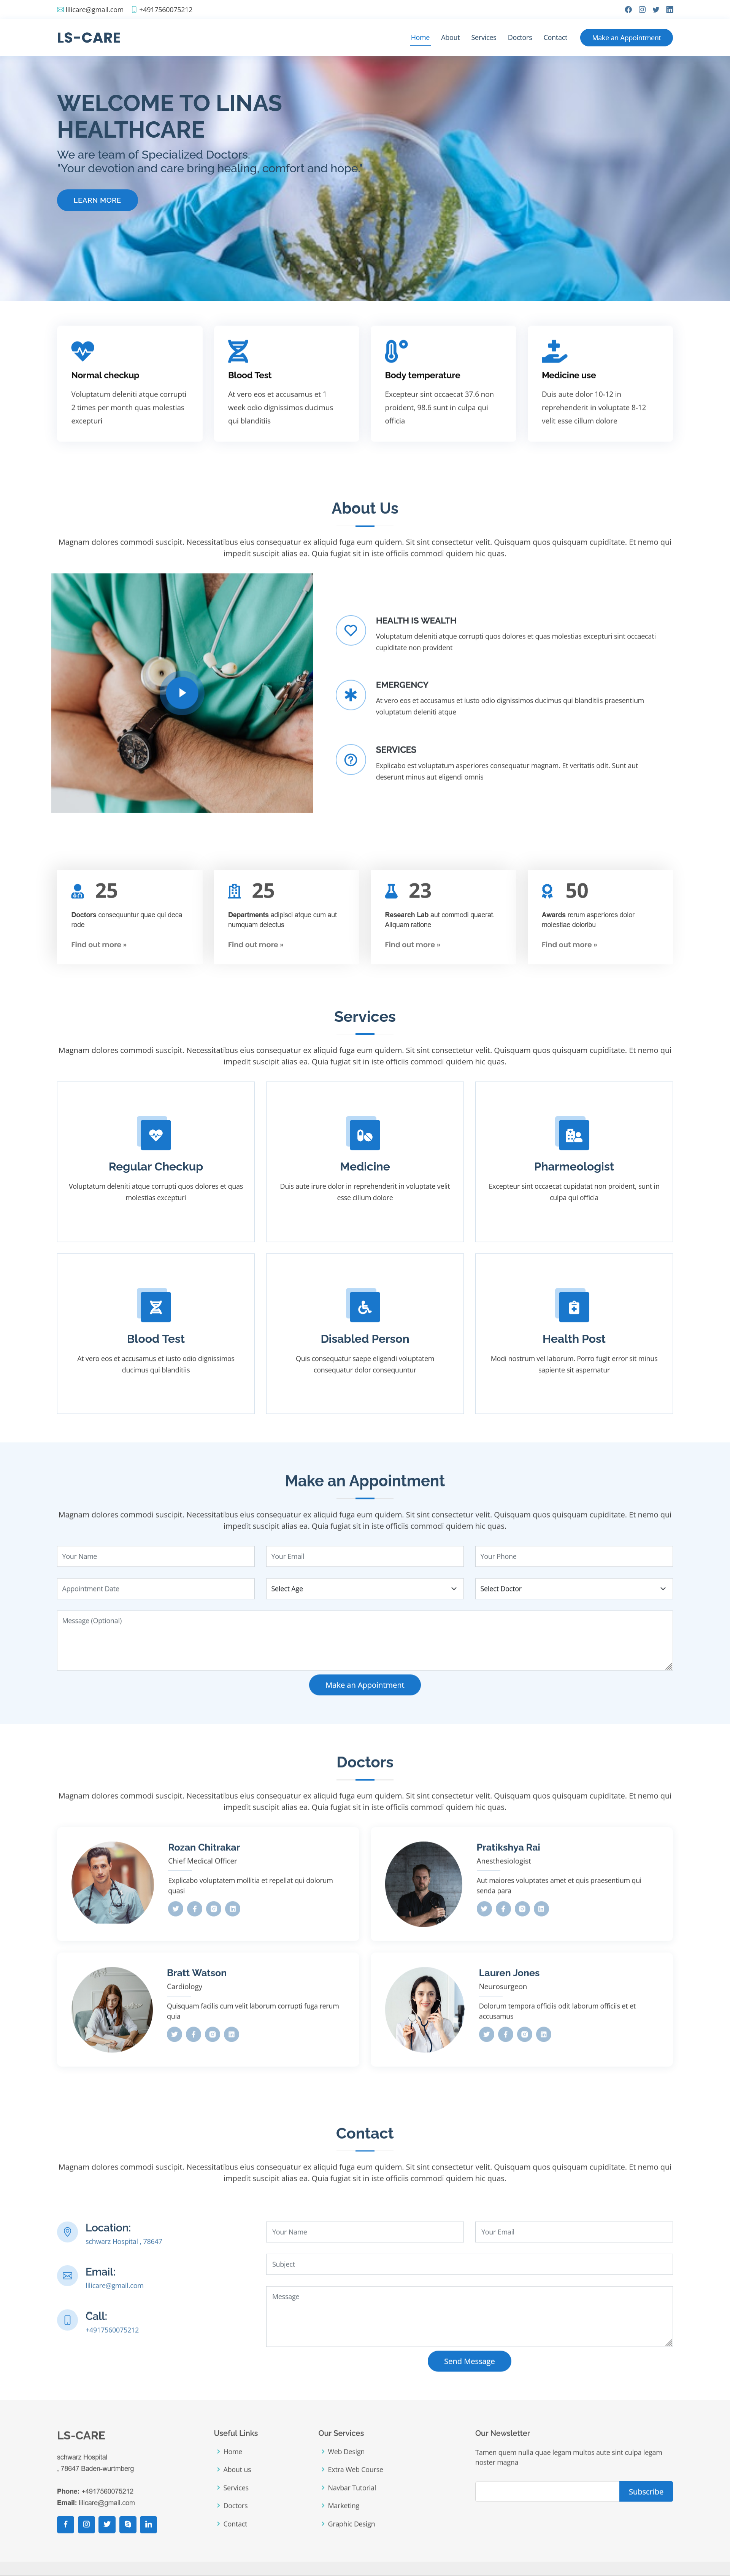 lilicare@gmail.com +4917560075212
LS-CARE
Home About Services Doctors Contact Make an Appointment
WELCOME TO LINAS
HEALTHCARE
We are team of Specialized Doctors.
"Your devotion and care bring healing, comfort and hope."
LEARN MORE
Normal checkup
Voluptatum deleniti atque corrupti
2 times per month quas molestias
excepturi
Blood Test
At vero eos et accusamus et 1
week odio dignissimos ducimus
qui blanditiis
Body temperature
Excepteur sint occaecat 37.6 non
proident, 98.6 sunt in culpa qui
officia
Medicine use
Duis aute dolor 10-12 in
reprehenderit in voluptate 8-12
velit esse cillum dolore
About Us
Magnam dolores commodi suscipit. Necessitatibus eius consequatur ex aliquid fuga eum quidem. Sit sint consectetur velit. Quisquam quos quisquam cupiditate. Et nemo qui
impedit suscipit alias ea. Quia fugiat sit in iste officiis commodi quidem hic quas.
HEALTH IS WEALTH
Voluptatum deleniti atque corrupti quos dolores et quas molestias excepturi sint occaecati
cupiditate non provident
EMERGENCY
At vero eos et accusamus et iusto odio dignissimos ducimus qui blanditiis praesentium
voluptatum deleniti atque
SERVICES
Explicabo est voluptatum asperiores consequatur magnam. Et veritatis odit. Sunt aut
deserunt minus aut eligendi omnis
25
Doctors consequuntur quae qui deca
rode
Find out more »
25
Departments adipisci atque cum aut
numquam delectus
Find out more »
23
Research Lab aut commodi quaerat.
Aliquam ratione
Find out more »
50
Awards rerum asperiores dolor
molestiae doloribu
Find out more »
Services
Magnam dolores commodi suscipit. Necessitatibus eius consequatur ex aliquid fuga eum quidem. Sit sint consectetur velit. Quisquam quos quisquam cupiditate. Et nemo qui
impedit suscipit alias ea. Quia fugiat sit in iste officiis commodi quidem hic quas.
Regular Checkup
Voluptatum deleniti atque corrupti quos dolores et quas
molestias excepturi
Medicine
Duis aute irure dolor in reprehenderit in voluptate velit
esse cillum dolore
Pharmeologist
Excepteur sint occaecat cupidatat non proident, sunt in
culpa qui officia
Blood Test
At vero eos et accusamus et iusto odio dignissimos
ducimus qui blanditiis
Disabled Person
Quis consequatur saepe eligendi voluptatem
consequatur dolor consequuntur
Health Post
Modi nostrum vel laborum. Porro fugit error sit minus
sapiente sit aspernatur
Make an Appointment
Magnam dolores commodi suscipit. Necessitatibus eius consequatur ex aliquid fuga eum quidem. Sit sint consectetur velit. Quisquam quos quisquam cupiditate. Et nemo qui
impedit suscipit alias ea. Quia fugiat sit in iste officiis commodi quidem hic quas.
Your Name Your Email Your Phone
Appointment Date Select Age Select Doctor
Message (Optional)
Make an Appointment
Doctors
Magnam dolores commodi suscipit. Necessitatibus eius consequatur ex aliquid fuga eum quidem. Sit sint consectetur velit. Quisquam quos quisquam cupiditate. Et nemo qui
impedit suscipit alias ea. Quia fugiat sit in iste officiis commodi quidem hic quas.
Rozan Chitrakar
Chief Medical Officer
Explicabo voluptatem mollitia et repellat qui dolorum
quasi
Pratikshya Rai
Anesthesiologist
Aut maiores voluptates amet et quis praesentium qui
senda para
Bratt Watson
Cardiology
Quisquam facilis cum velit laborum corrupti fuga rerum
quia
Lauren Jones
Neurosurgeon
Dolorum tempora officiis odit laborum officiis et et
accusamus
Contact
Magnam dolores commodi suscipit. Necessitatibus eius consequatur ex aliquid fuga eum quidem. Sit sint consectetur velit. Quisquam quos quisquam cupiditate. Et nemo qui
impedit suscipit alias ea. Quia fugiat sit in iste officiis commodi quidem hic quas.
Location:
schwarz Hospital , 78647
Email:
lilicare@gmail.com
Call:
+4917560075212
Your Name Your Email
Subject
Message
Send Message
LS-CARE
schwarz Hospital
, 78647 Baden-wurtmberg
Phone: +4917560075212
Email: lilicare@gmail.com
Useful Links
Home
About us
Services
Doctors
Contact
Our Services
Web Design
Extra Web Course
Navbar Tutorial
Marketing
Graphic Design
Our Newsletter
Tamen quem nulla quae legam multos aute sint culpa legam
noster magna
Subscribe